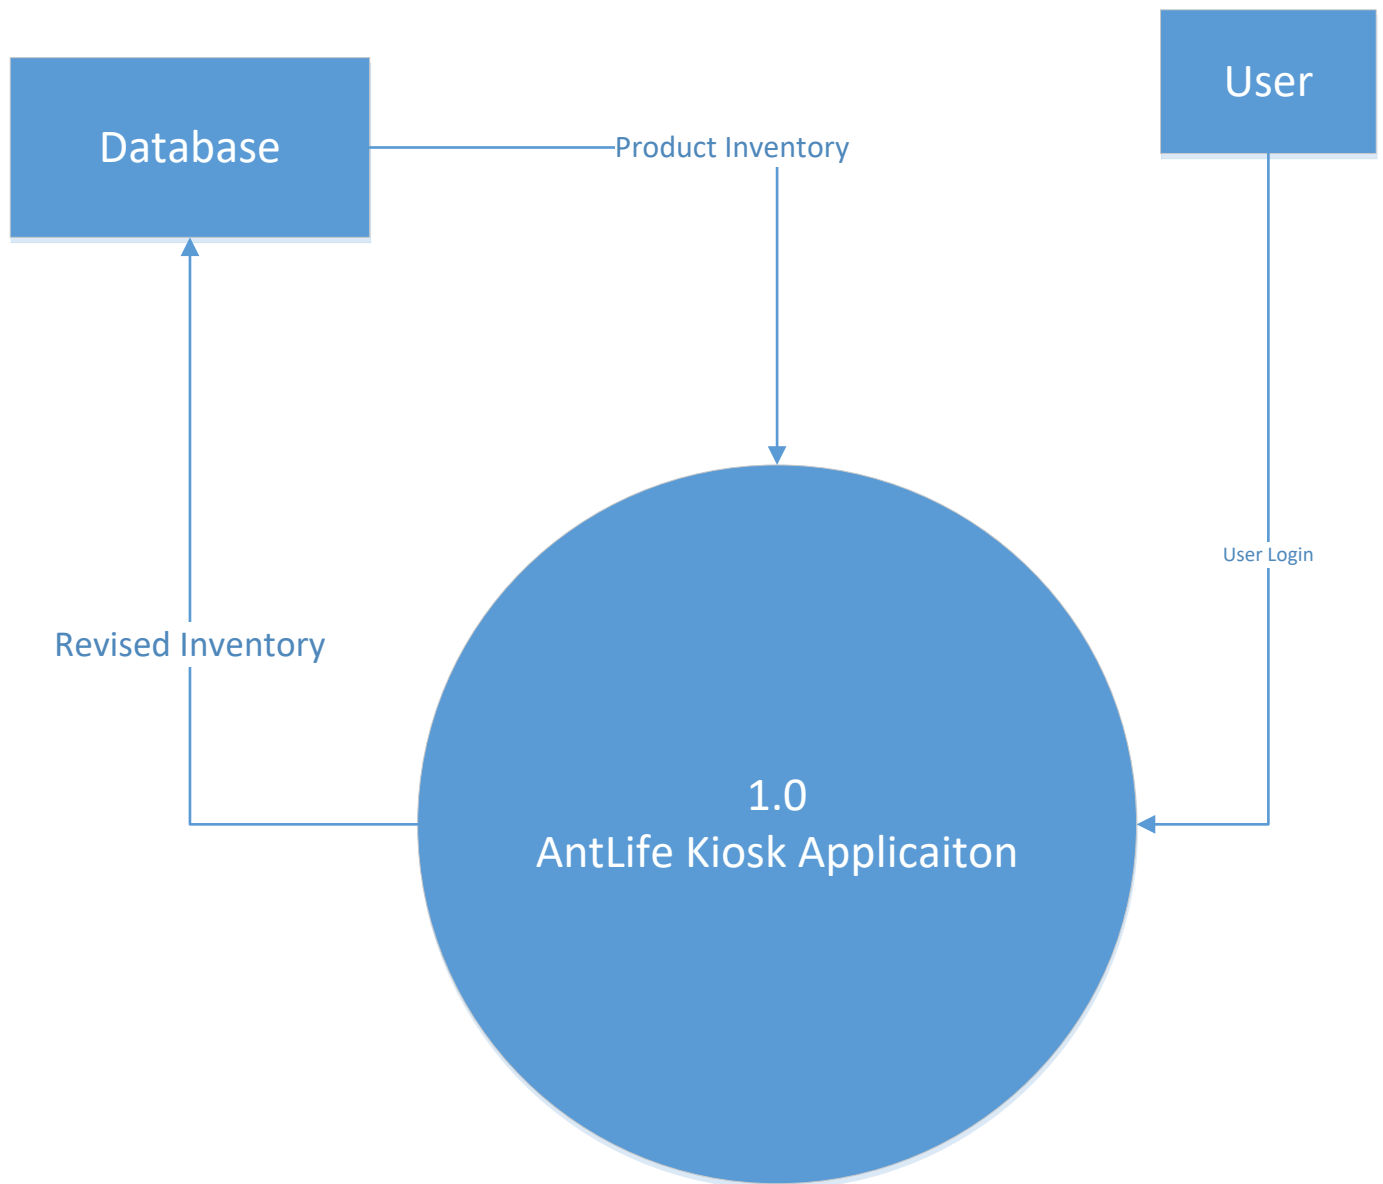 User
Database
Product Inventory
User Login
Revised Inventory
1.0
AntLife Kiosk Applicaiton